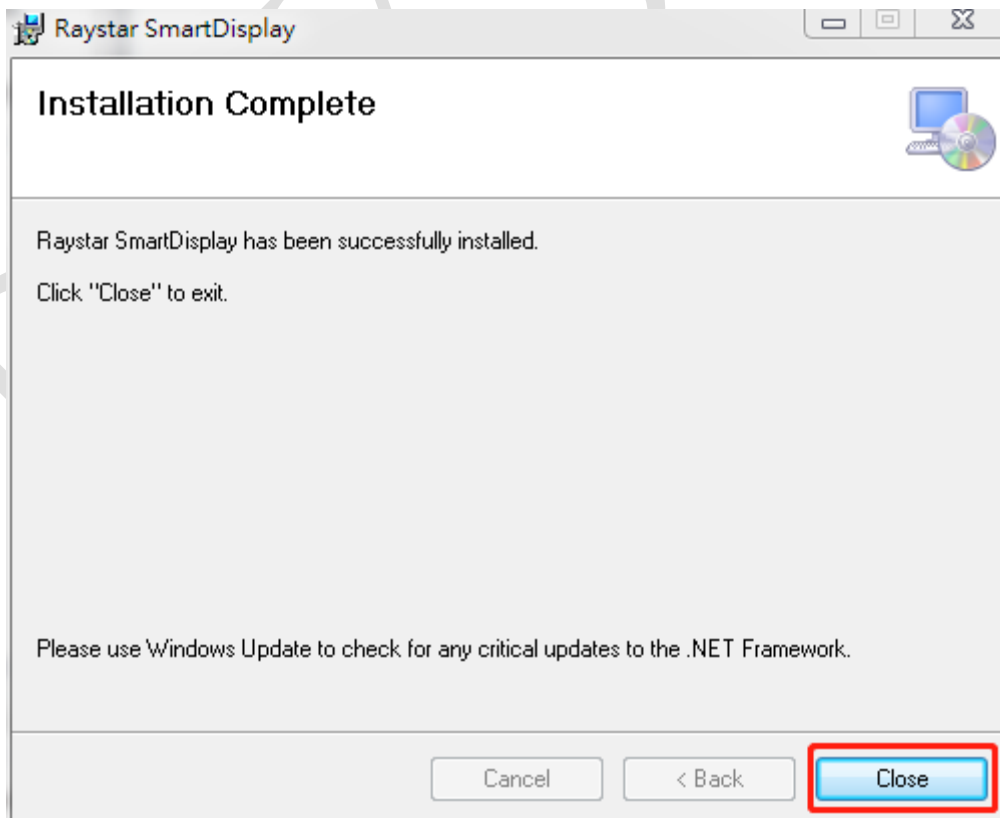 Raystar SmartDisplay
Installation Complete
Raystar SmartDisplay has been successfully installed.
Click "Close" to exit.
Please use Windows Update to check for any critical updates to the .NET Framework.
Cancel
< Back
Close